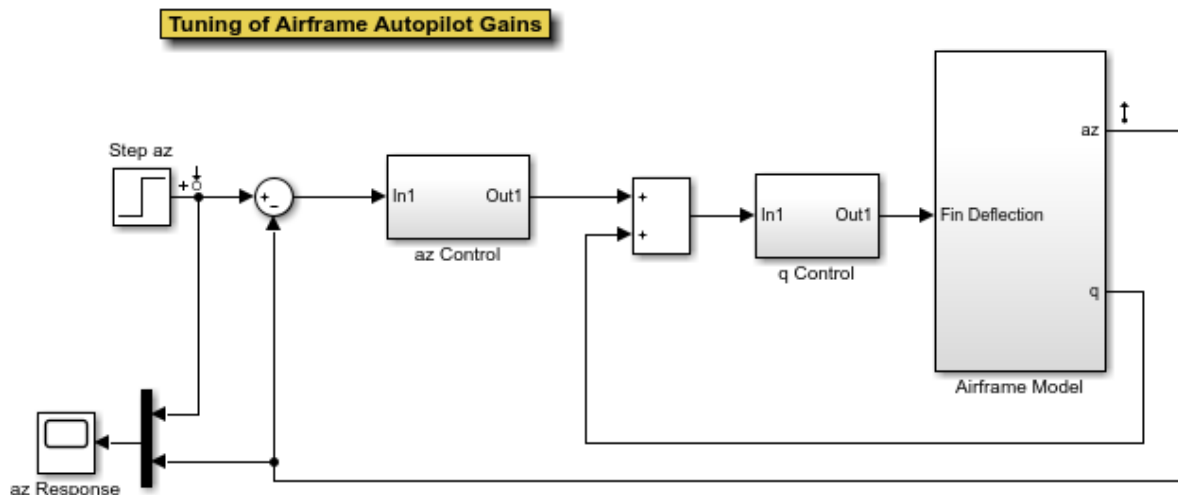 Tuning of Airframe Autopilot Gains
Step az
+
+
−
In1
Out1
az Control
+
+
In1
Out1
q Control
az
Fin Deflection
q
Airframe Model
az Response